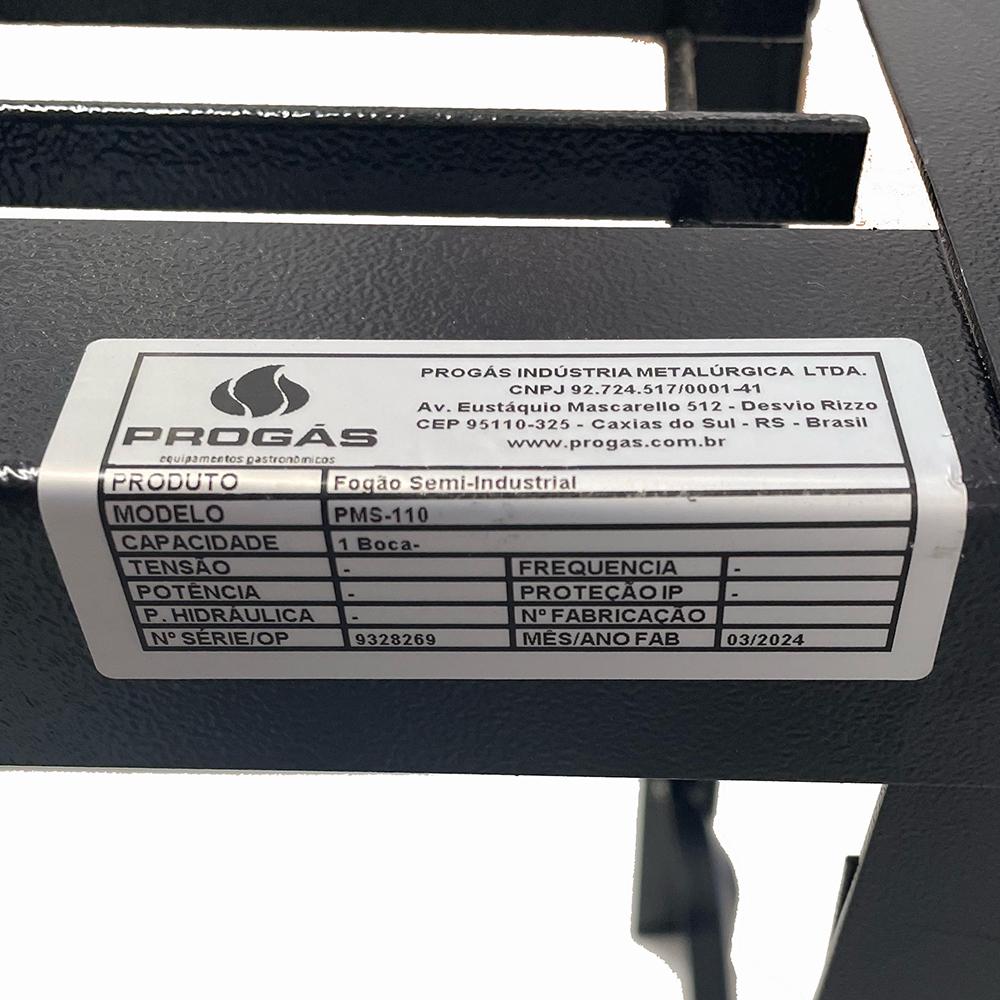 PROGÁS
equipamentos gastronômicos
PROGÁS INDÚSTRIA METALÚRGICA LTDA.
CNPJ 92.724.517/0001-41
Av. Eustáquio Mascarello 512 - Desvio Rizzo
CEP 95110-325 - Caxias do Sul - RS - Brasil
www.progas.com.br
PRODUTO Fogão Semi-Industrial
MODELO PMS-110
CAPACIDADE 1 Boca-
TENSÃO - FREQUENCIA -
POTÊNCIA - PROTEÇÃO IP -
P. HIDRÁULICA - Nº FABRICAÇÃO
Nº SÉRIE/OP 9328269 MÊS/ANO FAB 03/2024